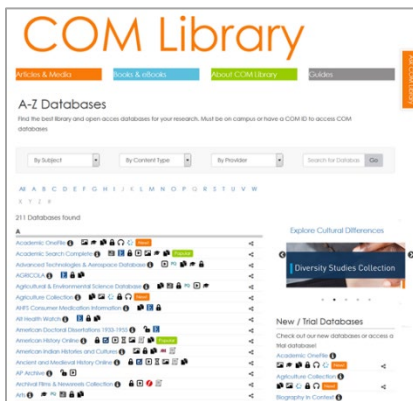 COM Library
Articles & Media
Books & eBooks
About COM Library
Guides
A-Z Databases
Find the best library and open acces databases for your research. Must be on campus or have a COM ID to access COM
databases
By Subject
By Content Type
By Provider
Search for Databas
Go
All A B C D E F G H I J K L M N O P Q R S T U V W
X Y Z #
211 Databases found
A
Academic OneFile New!
Academic Search Complete Popular
Advanced Technologies & Aerospace Database
AGRICOLA
Agricultural & Environmental Science Database
Agriculture Collection New!
AHFS Consumer Medication Information
Alt Health Watch
American Doctoral Dissertations 1933-1955
American History Online Popular
American Indian Histories and Cultures
Ancient and Medieval History Online
AP Archive
Archival Films & Newsreels Collection
Arts
Explore Cultural Differences
Diversity Studies Collection
New / Trial Databases
Check out our new databases or access a
trial database!
Academic OneFile
New!
Agriculture Collection
New!
Biography in Context